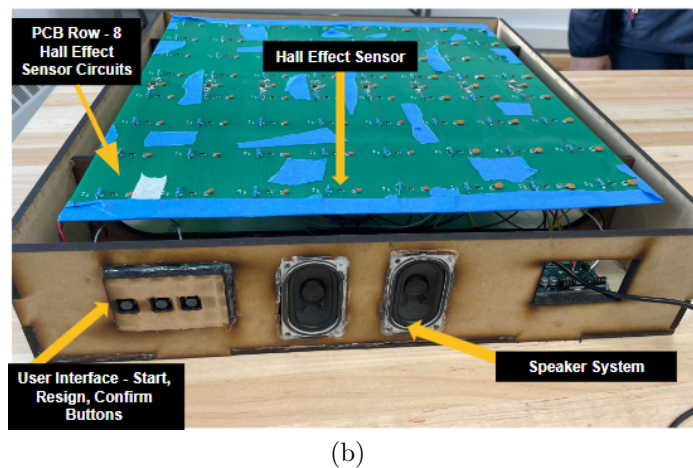 PCB Row - 8
Hall Effect
Sensor Circuits
Hall Effect Sensor
User Interface - Start,
Resign, Confirm
Buttons
Speaker System
(b)